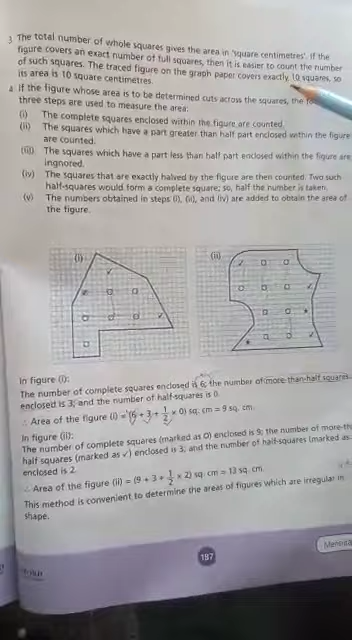 3. The total number of whole squares gives the area in 'square centimetres'. If the
figure covers an exact number of full squares, then it is easier to count the number
of such squares. The traced figure on the graph paper covers exactly 10 squares, so
its area is 10 square centimetres.
4. If the figure whose area is to be determined cuts across the squares, the
three steps are used to measure the area:
(i) The complete squares enclosed within the figure are counted.
(ii) The squares which have a part greater than half part enclosed within the figure
are counted.
(iii) The squares which have a part less than half part enclosed within the figure are
ingnored.
(iv) The squares that are exactly halved by the figure are then counted. Two such
half-squares would form a complete square; so, half the number is taken.
(v) The numbers obtained in steps (i), (ii), and (iv) are added to obtain the area of
the figure.
(i) (ii)
In figure (i):
The number of complete squares enclosed is 6; the number of more-than-half squares
enclosed is 3; and the number of half-squares is 0.
∴ Area of the figure (i) = (6 + 3 + 1/2 × 0) sq. cm = 9 sq. cm.
In figure (ii):
The number of complete squares (marked as O) enclosed is 9; the number of
half squares (marked as ✓) enclosed is 3; and the number of half-squares (marked as
enclosed is 2.
∴ Area of the figure (ii) = (9 + 3 + 1/2 × 2) sq. cm = 13 sq. cm.
This method is convenient to determine the areas of figures which are irregular in
shape.
197